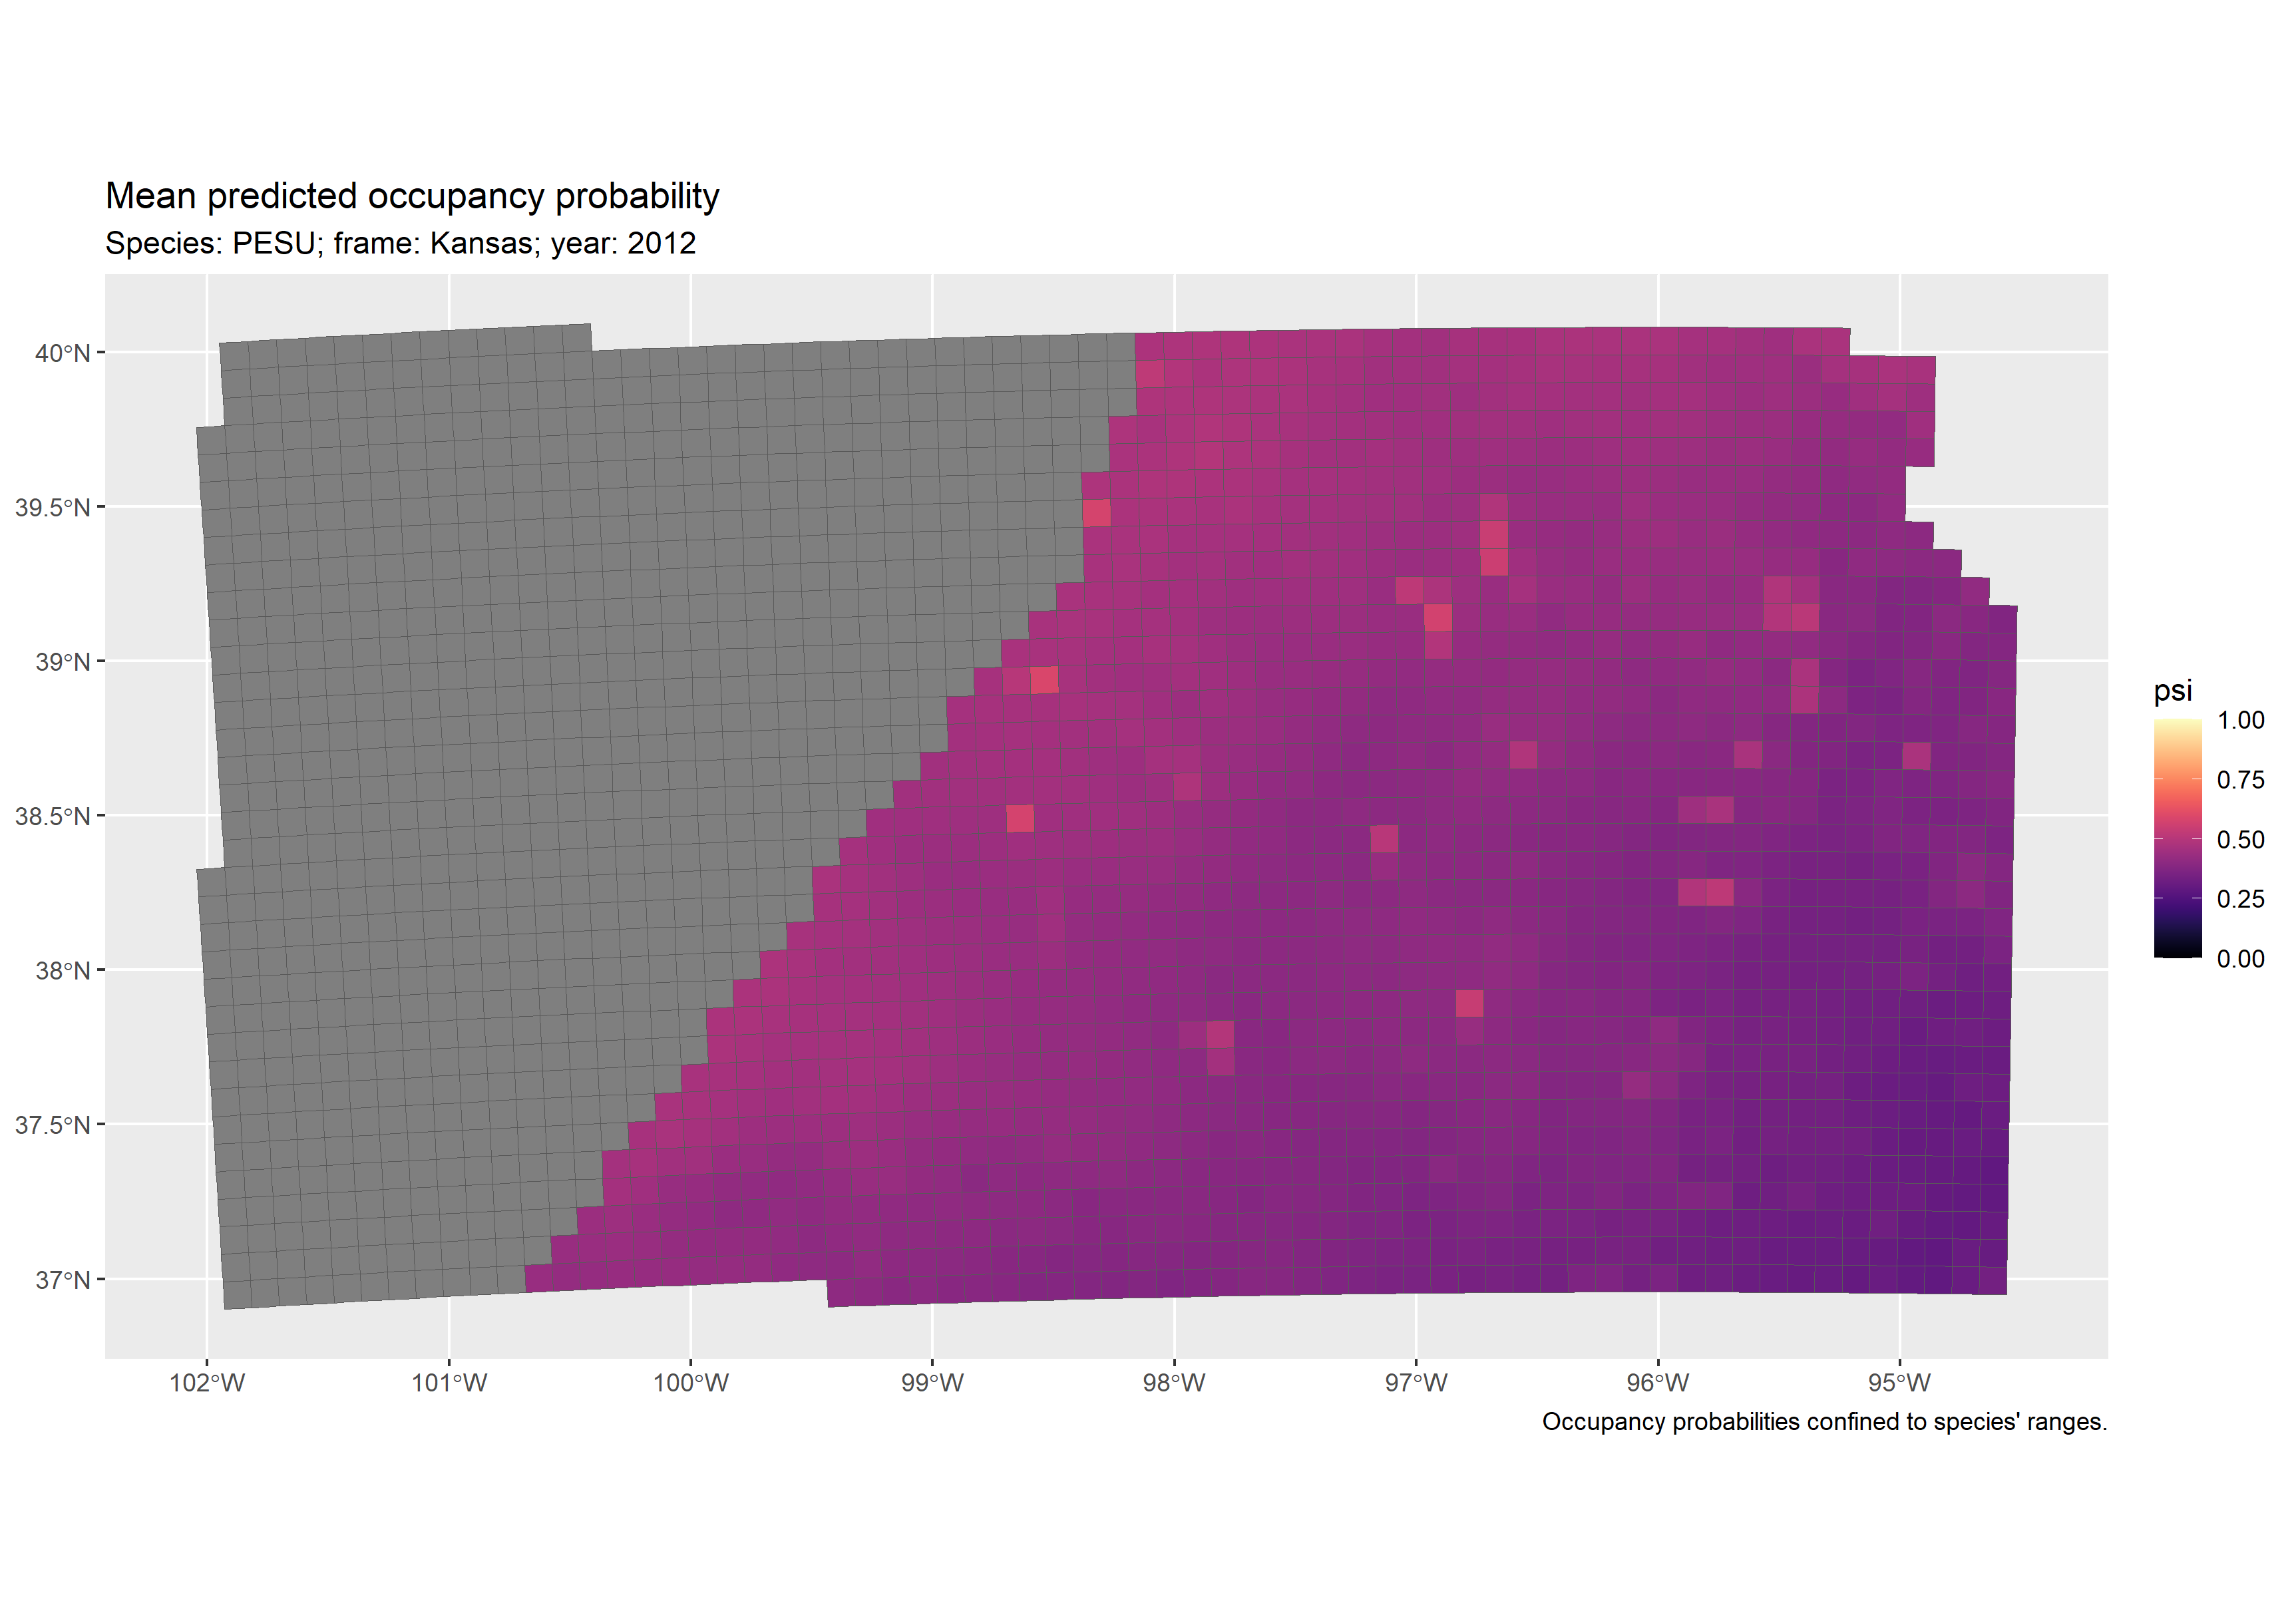 Mean predicted occupancy probability
Species: PESU; frame: Kansas; year: 2012
40°N
39.5°N
39°N
38.5°N
38°N
37.5°N
37°N
102°W 101°W 100°W 99°W 98°W 97°W 96°W 95°W
psi
1.00
0.75
0.50
0.25
0.00
Occupancy probabilities confined to species' ranges.